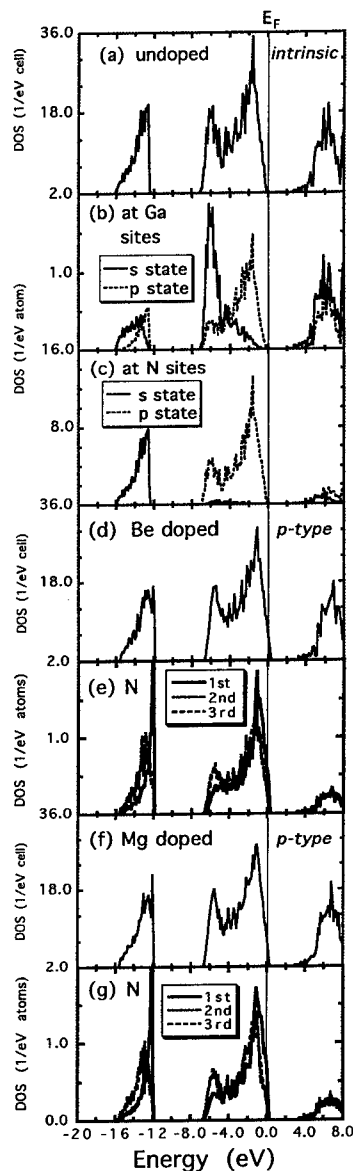 E_F
36.0
(a) undoped
intrinsic
DOS (1/eV cell)
18.0
2.0
(b) at Ga
sites
s state
p state
1.0
DOS (1/eV atom)
16.0
(c) at N sites
s state
p state
8.0
36.0
(d) Be doped
p-type
DOS (1/eV cell)
18.0
2.0
(e) N
1st
2nd
3rd
DOS (1/eV atoms)
1.0
36.0
(f) Mg doped
p-type
DOS (1/eV cell)
18.0
2.0
(g) N
1st
2nd
3rd
DOS (1/eV atoms)
1.0
0.0
-20 -16 -12 -8.0 -4.0 0.0 4.0 8.0
Energy (eV)